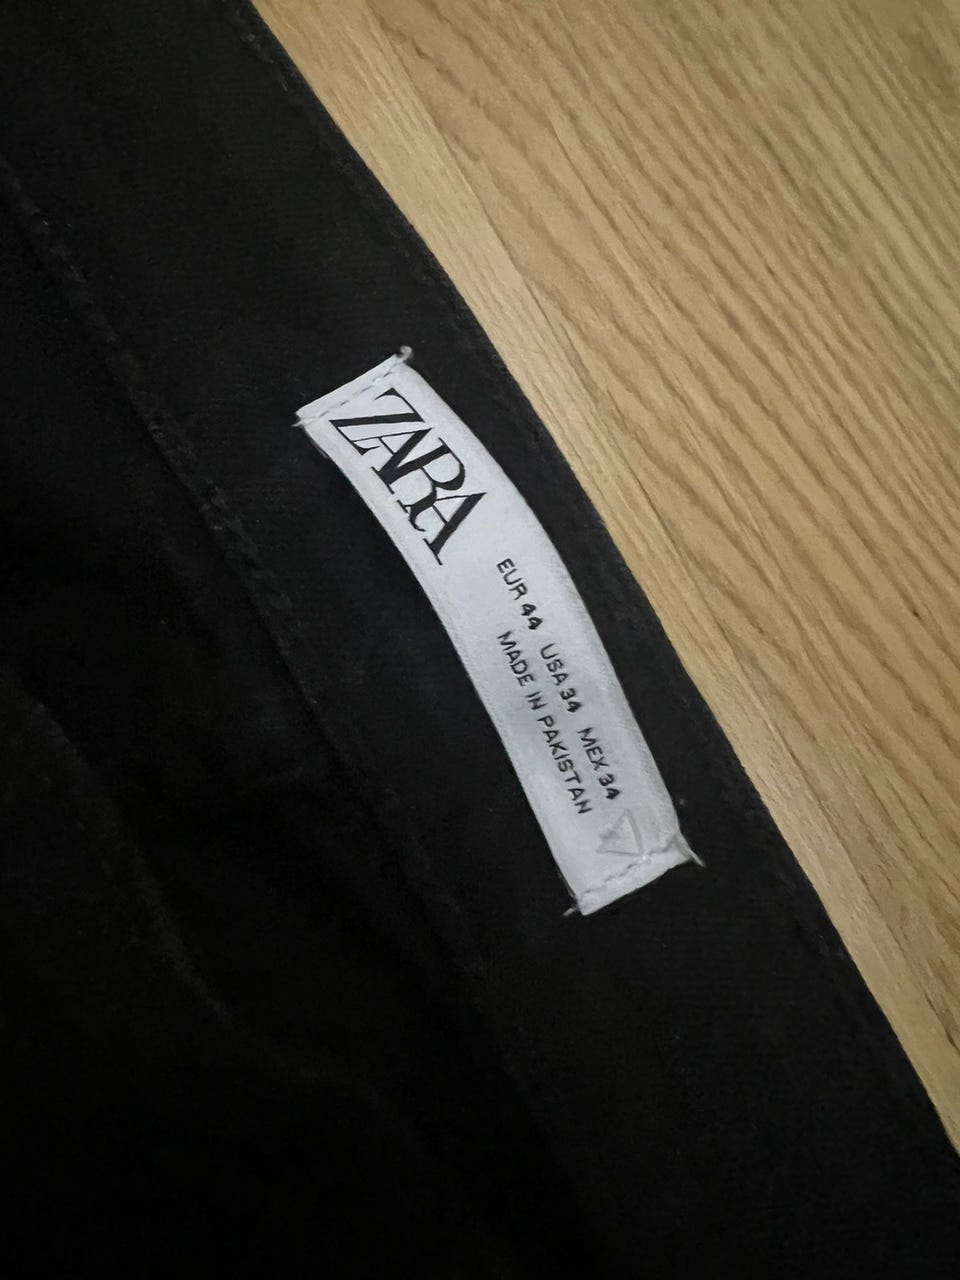 ZARA
EUR 44 USA 34 MEX 34
MADE IN PAKISTAN